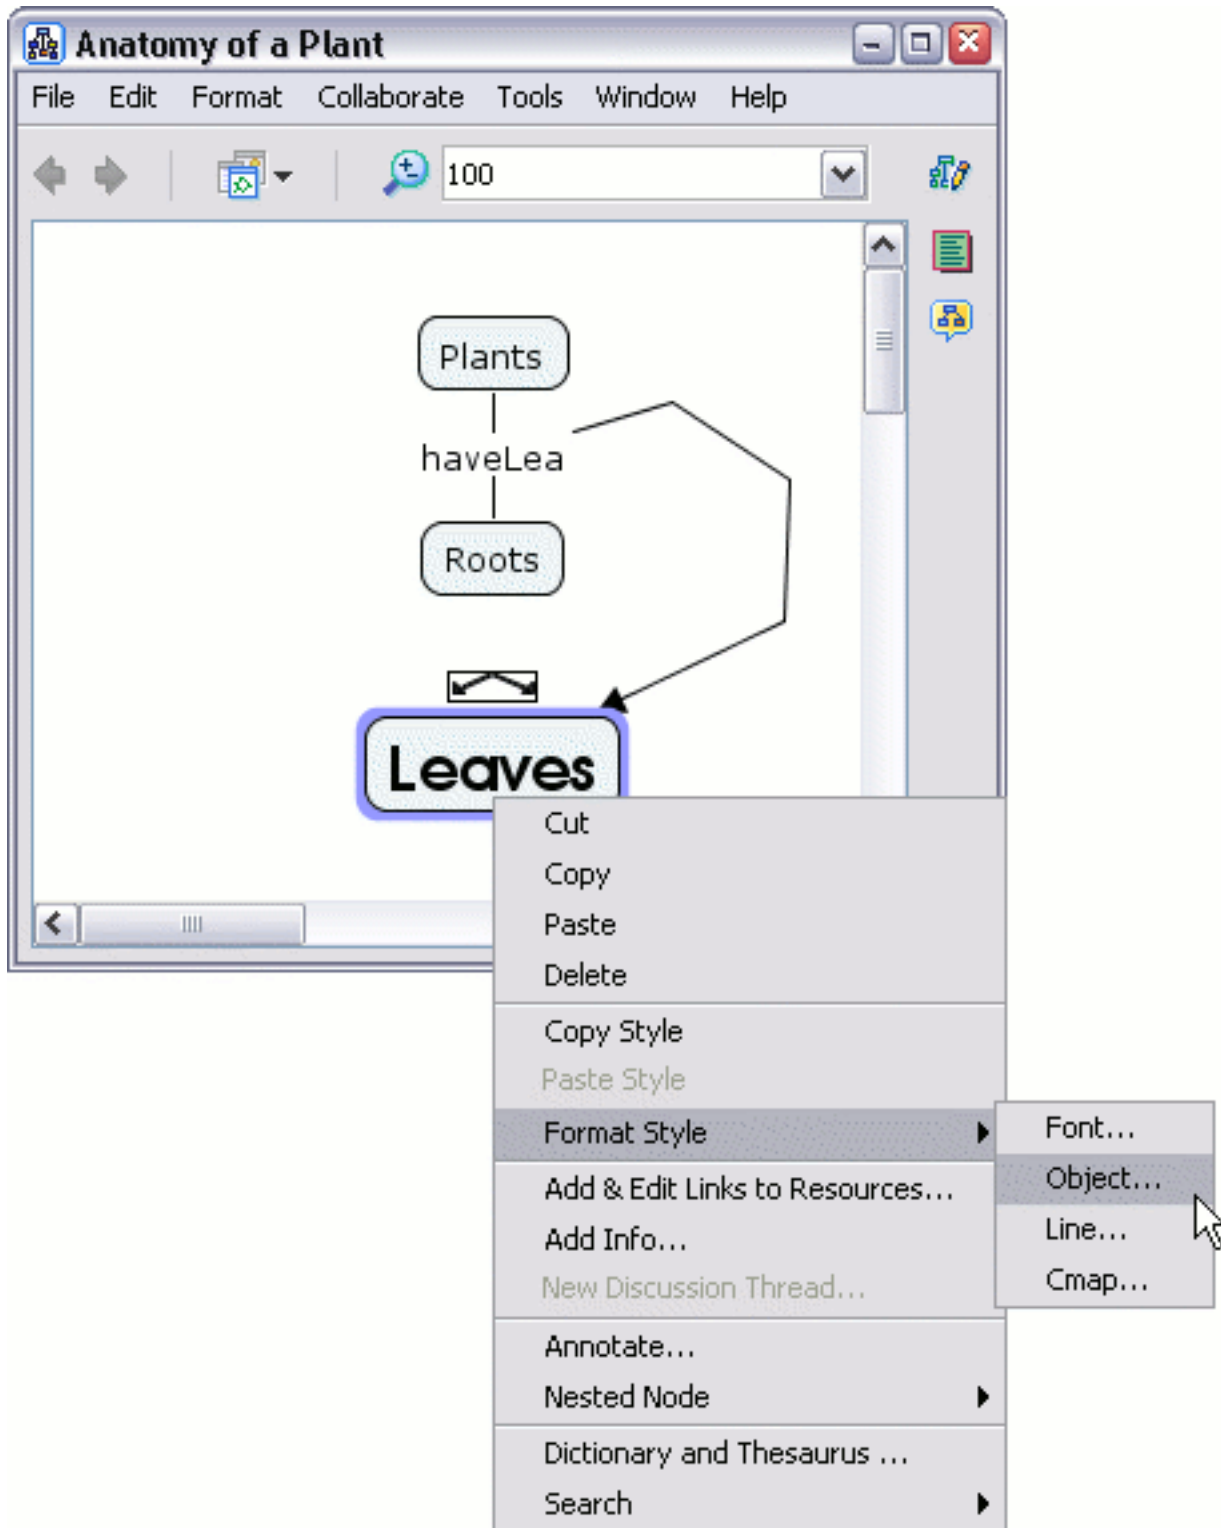 Anatomy of a Plant
File Edit Format Collaborate Tools Window Help
100
Plants
haveLea
Roots
Leaves
Cut
Copy
Paste
Delete
Copy Style
Paste Style
Format Style
Font...
Object...
Line...
Cmap...
Add & Edit Links to Resources...
Add Info...
New Discussion Thread...
Annotate...
Nested Node
Dictionary and Thesaurus ...
Search